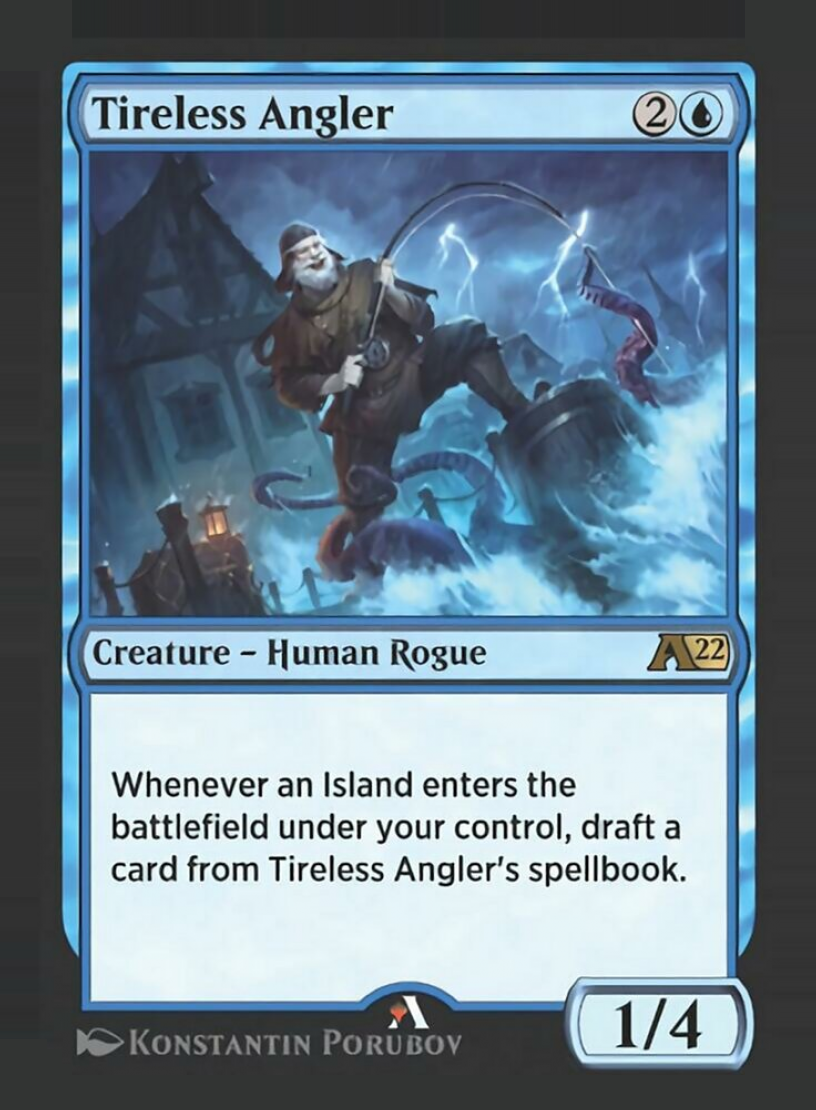 Tireless Angler 2
Creature – Human Rogue A22
Whenever an Island enters the
battlefield under your control, draft a
card from Tireless Angler's spellbook.
1/4
Konstantin Porubov